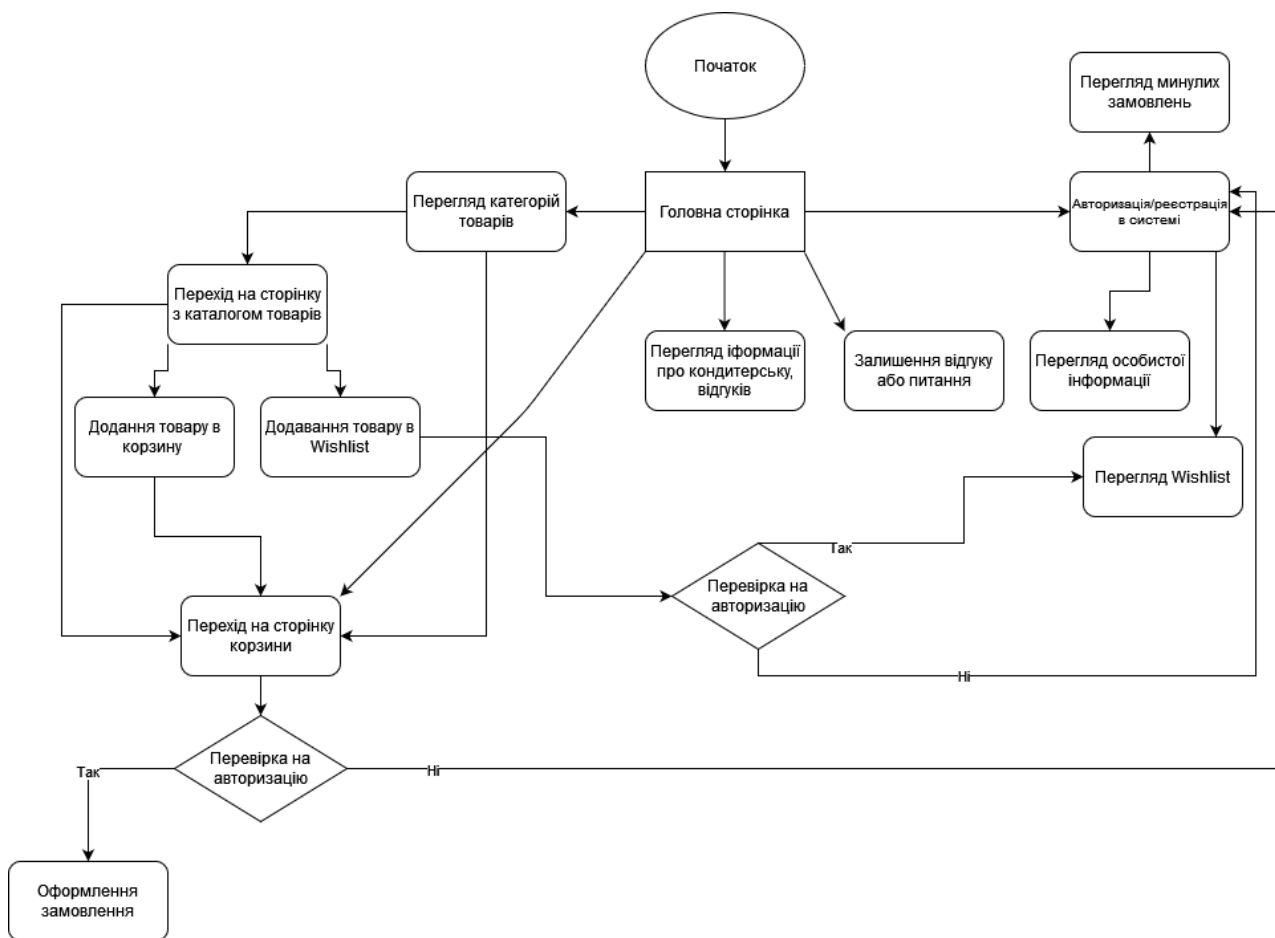 Початок
Перегляд минулих
замовлень
Перегляд категорій
товарів
Головна сторінка
Авторизація/реєстрація
в системі
Перехід на сторінку
з каталогом товарів
Перегляд іформації
про кондитерську,
відгуків
Залишення відгуку
або питання
Перегляд особистої
інформації
Додання товару в
корзину
Додавання товару в
Wishlist
Перегляд Wishlist
Так
Перевірка на
авторизацію
Перехід на сторінку
корзини
Ні
Перевірка на
авторизацію
Так
Ні
Оформлення
замовлення